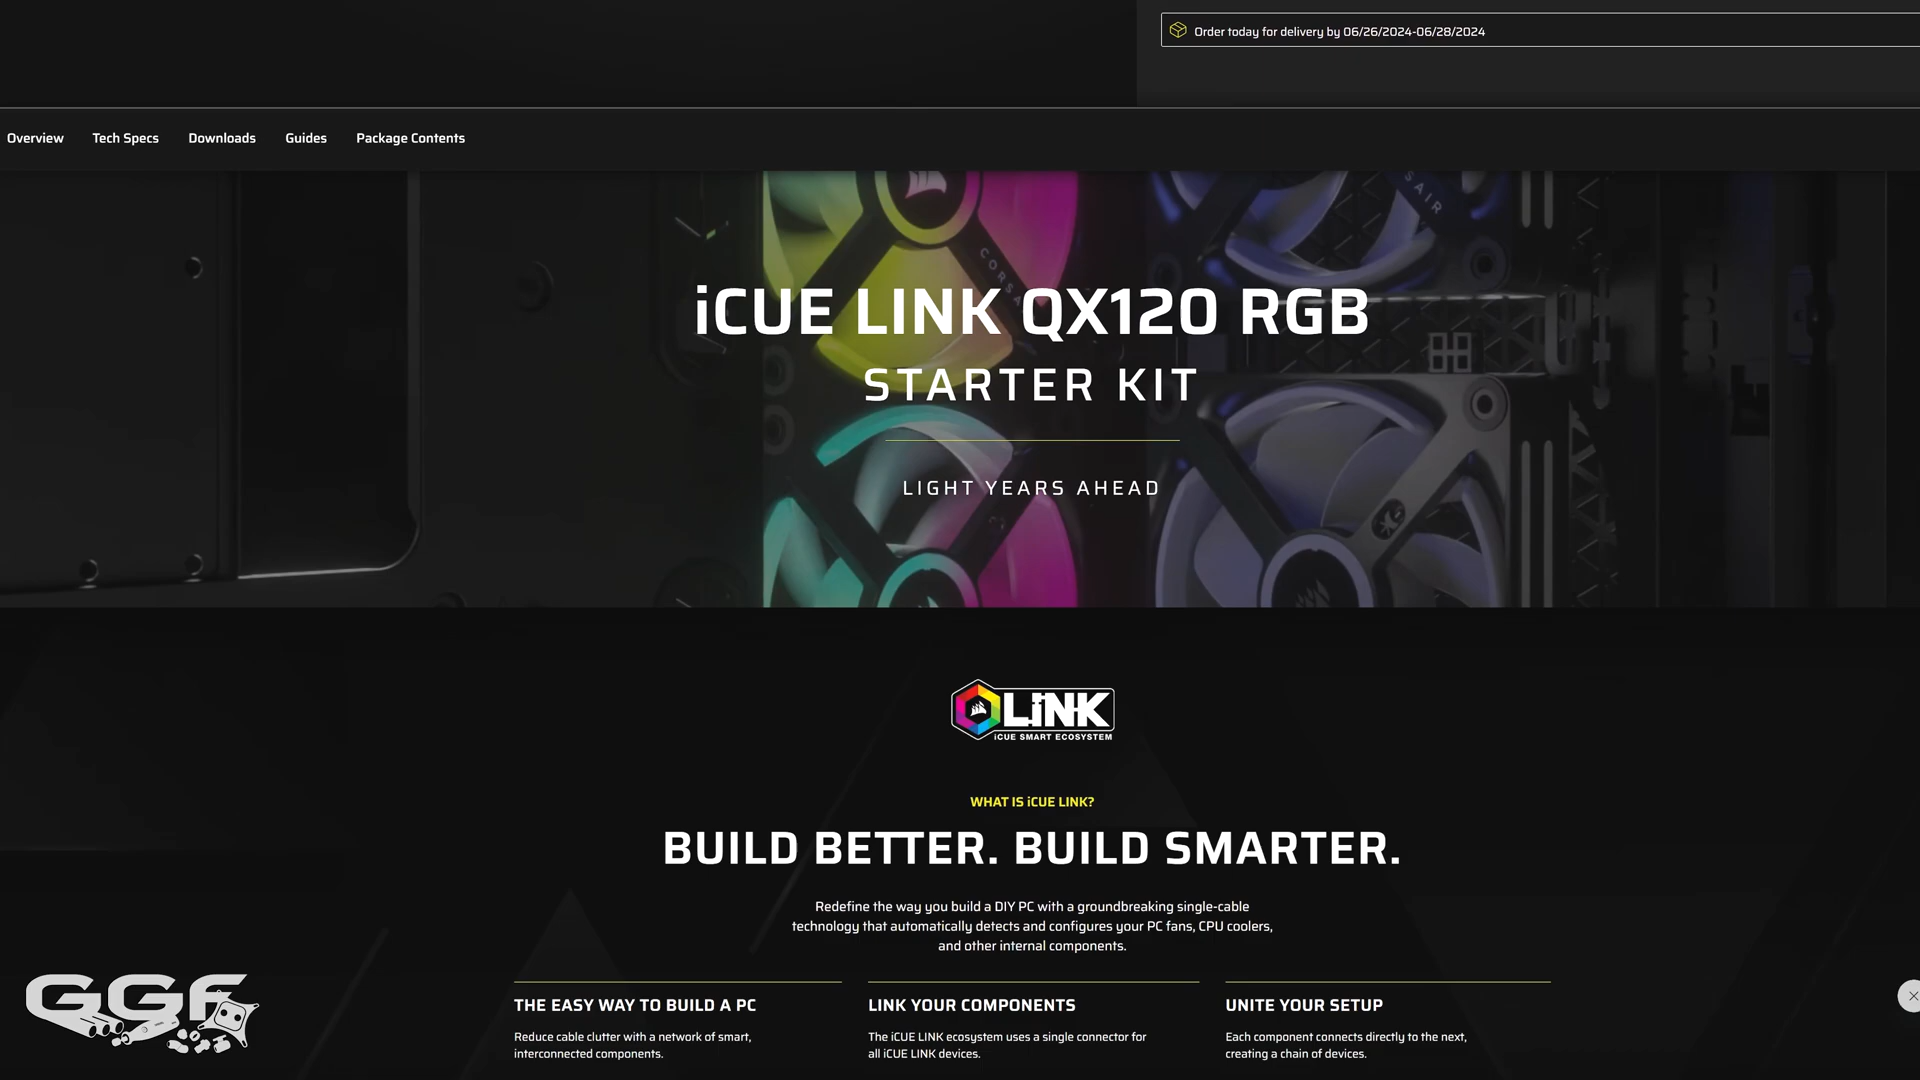 Order today for delivery by 06/26/2024-06/28/2024
Overview Tech Specs Downloads Guides Package Contents
SAIR
CORSA
iCUE LINK QX120 RGB
STARTER KIT
LIGHT YEARS AHEAD
LiNK
iCUE SMART ECOSYSTEM
WHAT IS iCUE LINK?
BUILD BETTER. BUILD SMARTER.
Redefine the way you build a DIY PC with a groundbreaking single-cable
technology that automatically detects and configures your PC fans, CPU coolers,
and other internal components.
THE EASY WAY TO BUILD A PC
Reduce cable clutter with a network of smart,
interconnected components.
LINK YOUR COMPONENTS
The iCUE LINK ecosystem uses a single connector for
all iCUE LINK devices.
UNITE YOUR SETUP
Each component connects directly to the next,
creating a chain of devices.
GGF